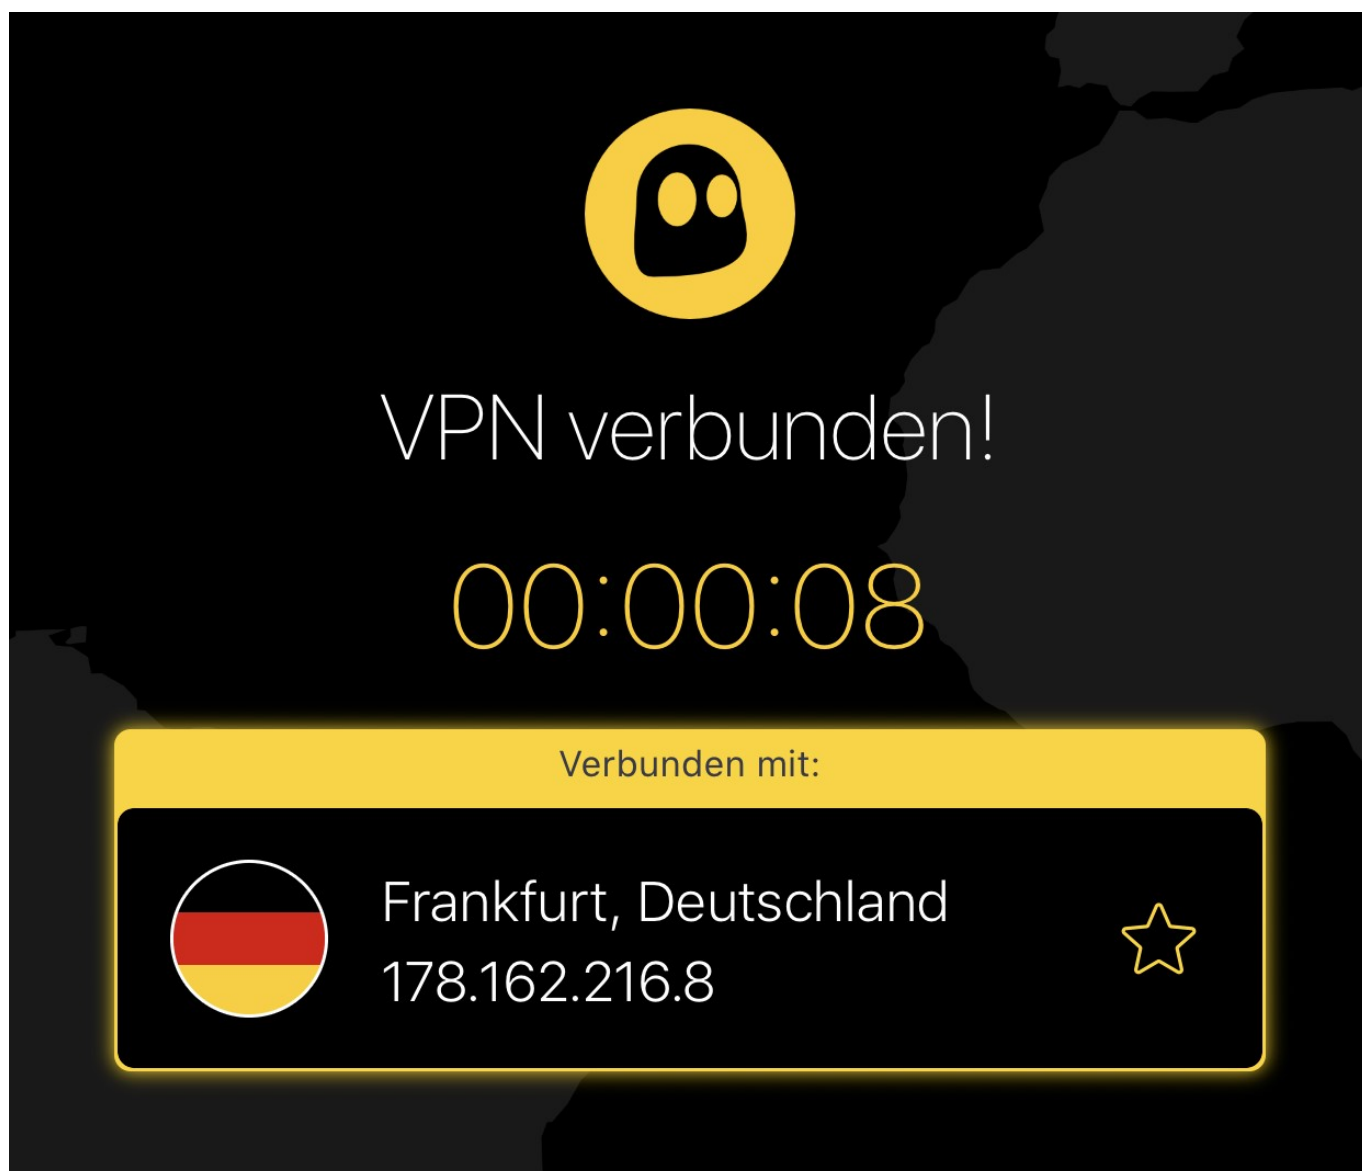 VPN verbunden!
00:00:08
Verbunden mit:
Frankfurt, Deutschland
178.162.216.8